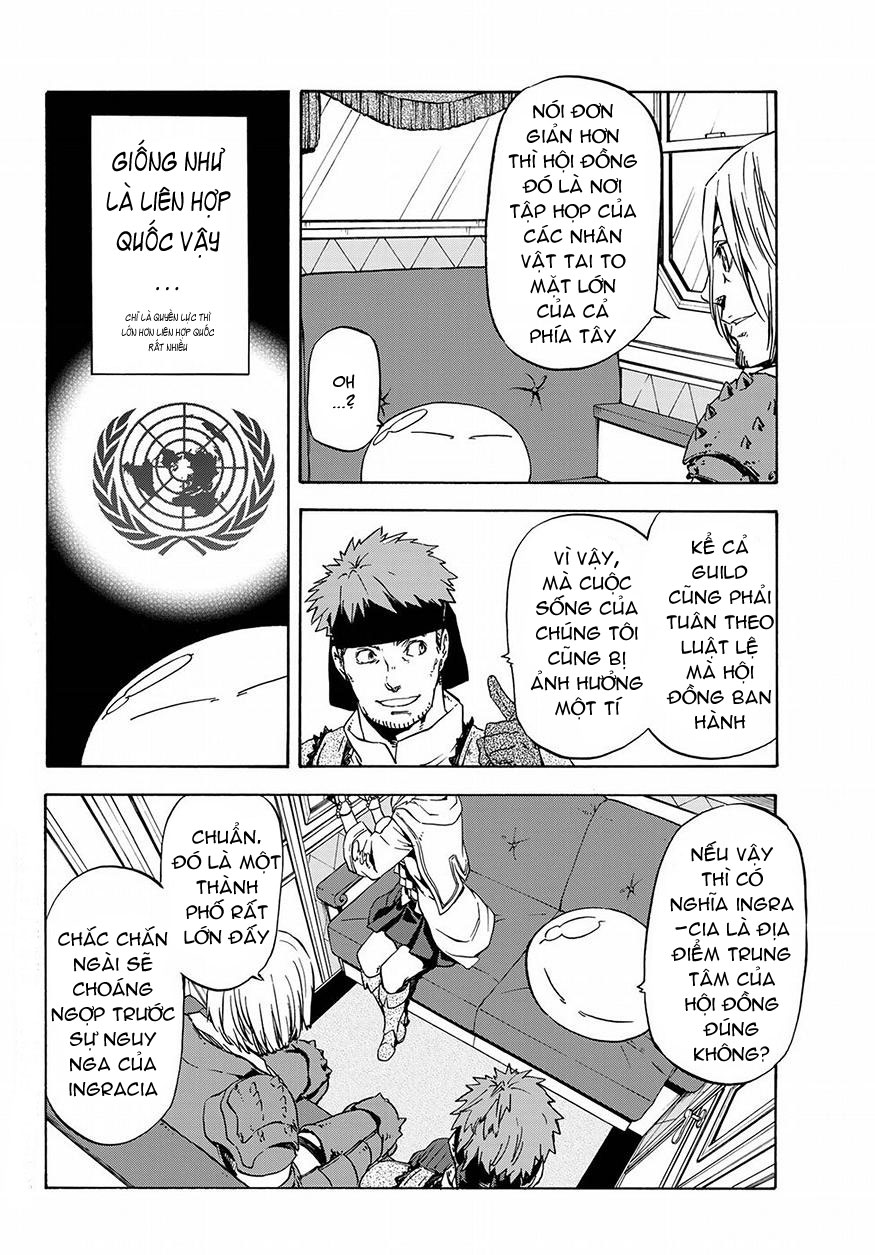 NÓI ĐƠN
GIẢN HƠN
THÌ HỘI ĐỒNG
ĐÓ LÀ NƠI
TẬP HỌP CỦA
CÁC NHÂN
VẬT TAI TO
MẶT LỚN
CỦA CẢ
PHÍA TÂY
OH
...?
GIỐNG NHƯ
LÀ LIÊN HỢP
QUỐC VẬY
...
CHỈ LÀ QUYỀN LỰC THÌ
LỚN HƠN LIÊN HỢP QUỐC
RẤT NHIỀU
KỂ CẢ
GUILD
CŨNG PHẢI
TUÂN THEO
LUẬT LỆ
MÀ HỘI
ĐỒNG BAN
HÀNH
VÌ VẬY,
MÀ CUỘC
SỐNG CỦA
CHÚNG TÔI
CŨNG BỊ
ẢNH HƯỞNG
MỘT TÍ
NẾU VẬY
THÌ CÓ
NGHĨA INGRA
-CIA LÀ ĐỊA
ĐIỂM TRUNG
TÂM CỦA
HỘI ĐỒNG
ĐÚNG
KHÔNG?
CHUẨN.
ĐÓ LÀ MỘT
THÀNH
PHỐ RẤT
LỚN ĐẤY
CHẮC CHẮN
NGÀI SẼ
CHOÁNG
NGỢP TRƯỚC
SỰ NGUY
NGA CỦA
INGRACIA